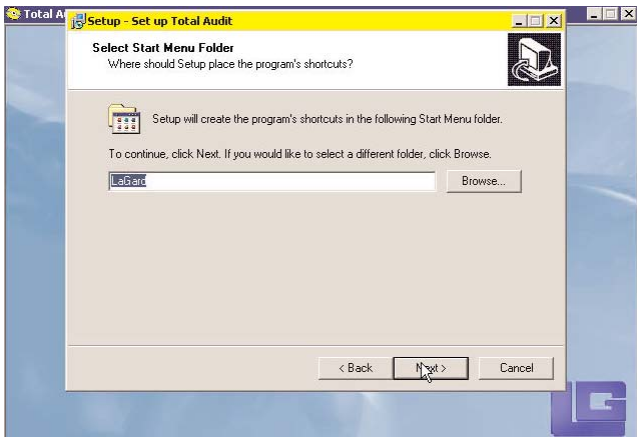 Total A
Setup - Set up Total Audit
Select Start Menu Folder
Where should Setup place the program's shortcuts?
Setup will create the program's shortcuts in the following Start Menu folder.
To continue, click Next. If you would like to select a different folder, click Browse.
LaGard
Browse...
< Back
Next >
Cancel
LG